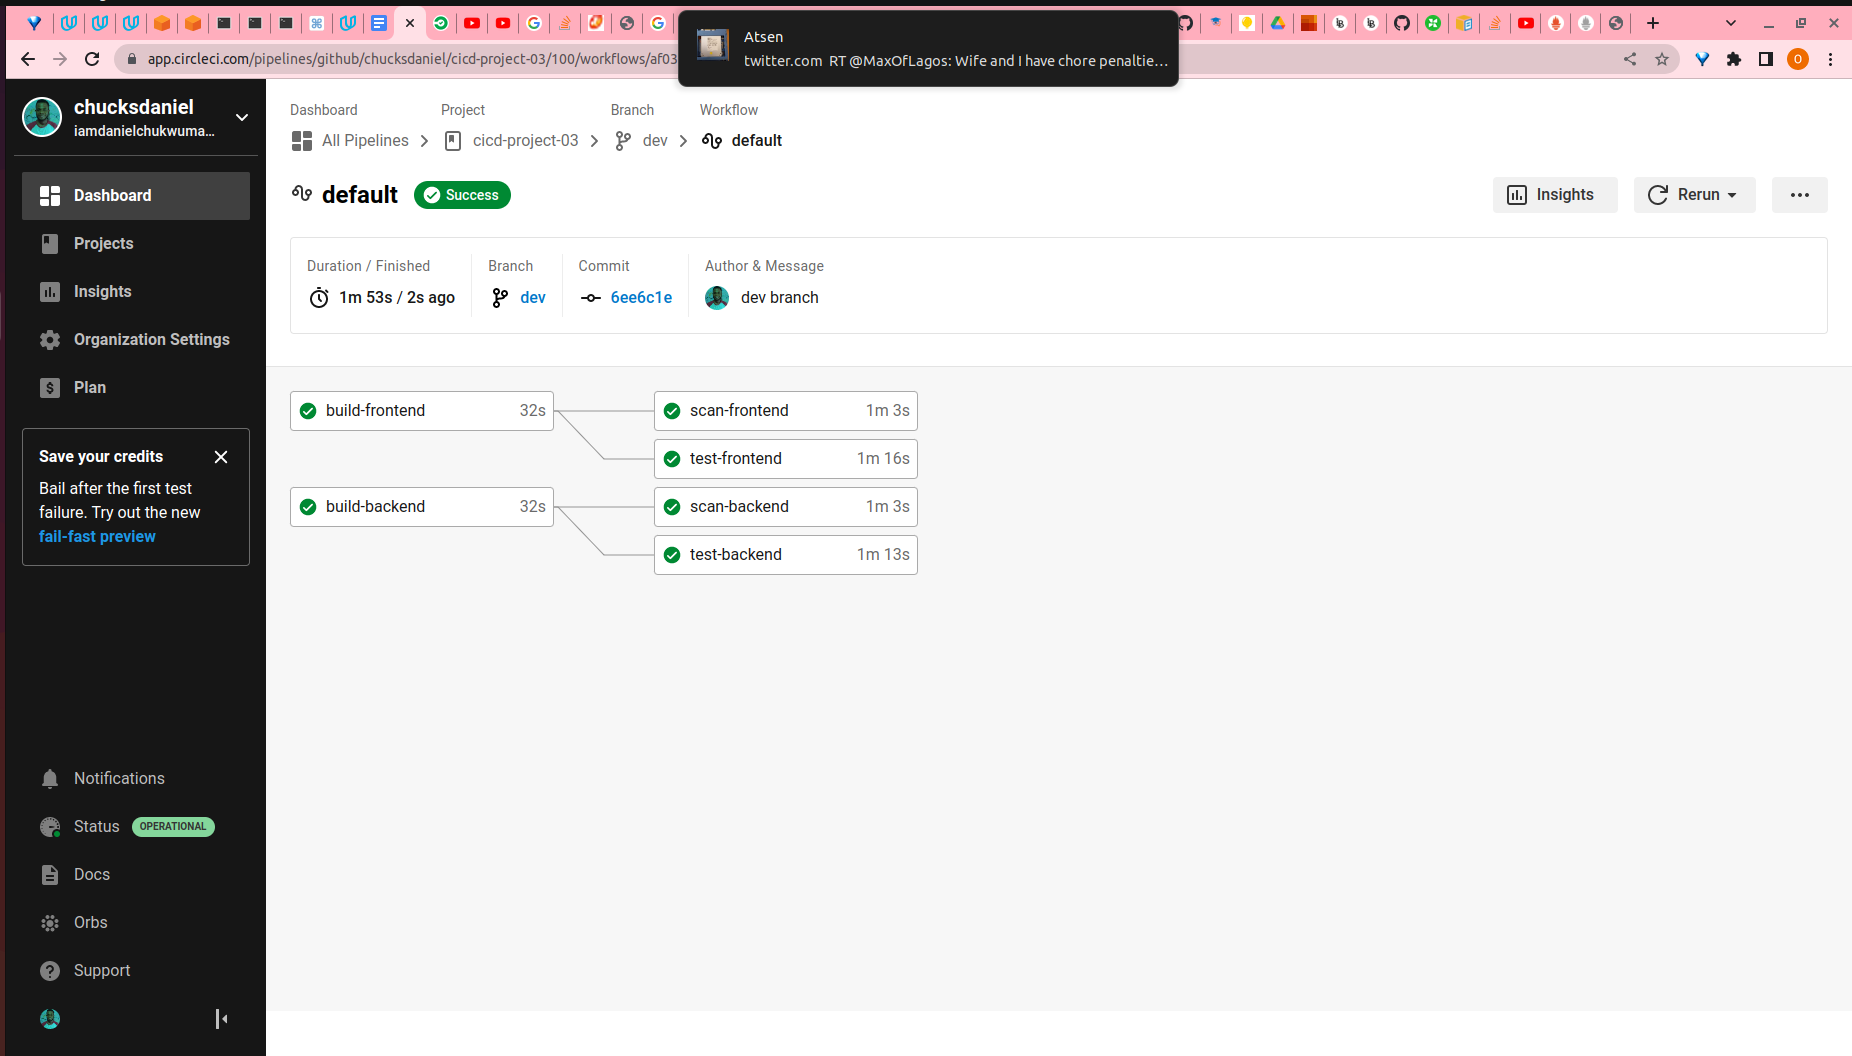 app.circleci.com/pipelines/github/chucksdaniel/cicd-project-03/100/workflows/af03
Atsen
twitter.com RT @MaxOfLagos: Wife and I have chore penaltie...
O
chucksdaniel
iamdanielchukwuma...
Dashboard
Projects
Insights
Organization Settings
Plan
Save your credits
Bail after the first test
failure. Try out the new
fail-fast preview
Notifications
Status OPERATIONAL
Docs
Orbs
Support
Dashboard Project Branch Workflow
All Pipelines cicd-project-03 dev default
default Success
Insights Rerun
Duration / Finished Branch Commit Author & Message
1m 53s / 2s ago dev 6ee6c1e dev branch
build-frontend 32s scan-frontend 1m 3s
test-frontend 1m 16s
build-backend 32s scan-backend 1m 3s
test-backend 1m 13s